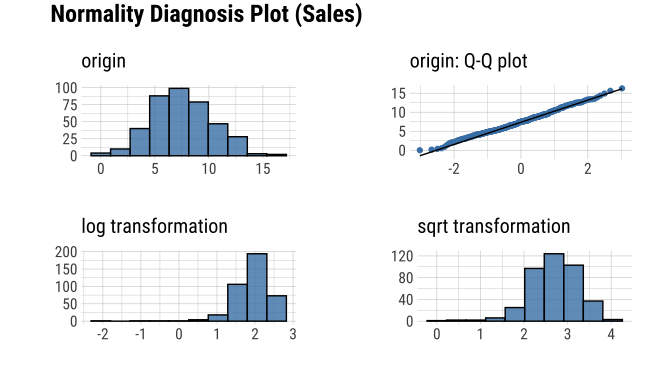 Normality Diagnosis Plot (Sales)
origin
100
75
50
25
0
0 5 10 15
origin: Q-Q plot
15
10
5
0
-2 0 2
log transformation
200
150
100
50
0
-2 -1 0 1 2 3
sqrt transformation
120
80
40
0
0 1 2 3 4